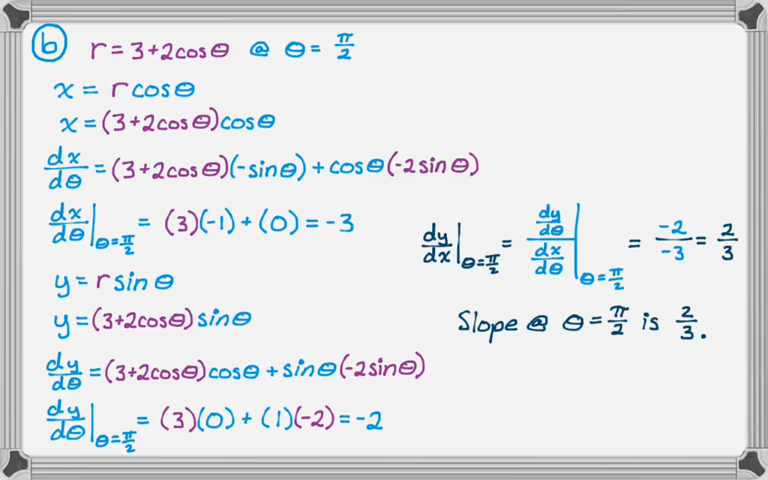 b r = 3 + 2cosθ @ θ = π/2
x = r cosθ
x = (3 + 2cosθ)cosθ
dx/dθ = (3 + 2cosθ)(-sinθ) + cosθ(-2sinθ)
dx/dθ |θ=π/2 = (3)(-1) + (0) = -3
y = r sinθ
y = (3+2cosθ)sinθ
dy/dθ = (3+2cosθ)cosθ + sinθ(-2sinθ)
dy/dθ |θ=π/2 = (3)(0) + (1)(-2) = -2
dy/dx |θ=π/2 = (dy/dθ)/(dx/dθ) |θ=π/2 = -2/-3 = 2/3
Slope @ θ = π/2 is 2/3.